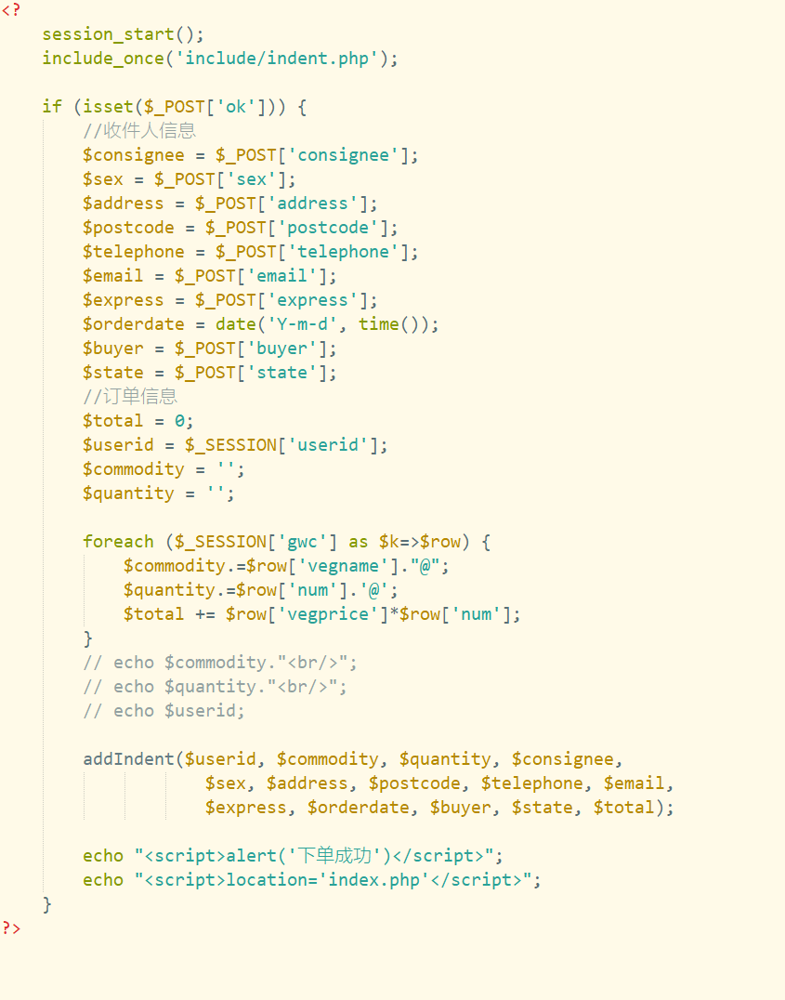 <?
    session_start();
    include_once('include/indent.php');

    if (isset($_POST['ok'])) {
        //收件人信息
        $consignee = $_POST['consignee'];
        $sex = $_POST['sex'];
        $address = $_POST['address'];
        $postcode = $_POST['postcode'];
        $telephone = $_POST['telephone'];
        $email = $_POST['email'];
        $express = $_POST['express'];
        $orderdate = date('Y-m-d', time());
        $buyer = $_POST['buyer'];
        $state = $_POST['state'];
        //订单信息
        $total = 0;
        $userid = $_SESSION['userid'];
        $commodity = '';
        $quantity = '';

        foreach ($_SESSION['gwc'] as $k=>$row) {
            $commodity.=$row['vegname']."@";
            $quantity.=$row['num'].'@';
            $total += $row['vegprice']*$row['num'];
        }
        // echo $commodity."<br/>";
        // echo $quantity."<br/>";
        // echo $userid;

        addIndent($userid, $commodity, $quantity, $consignee,
                    $sex, $address, $postcode, $telephone, $email,
                    $express, $orderdate, $buyer, $state, $total);

        echo "<script>alert('下单成功')</script>";
        echo "<script>location='index.php'</script>";
    }
?>